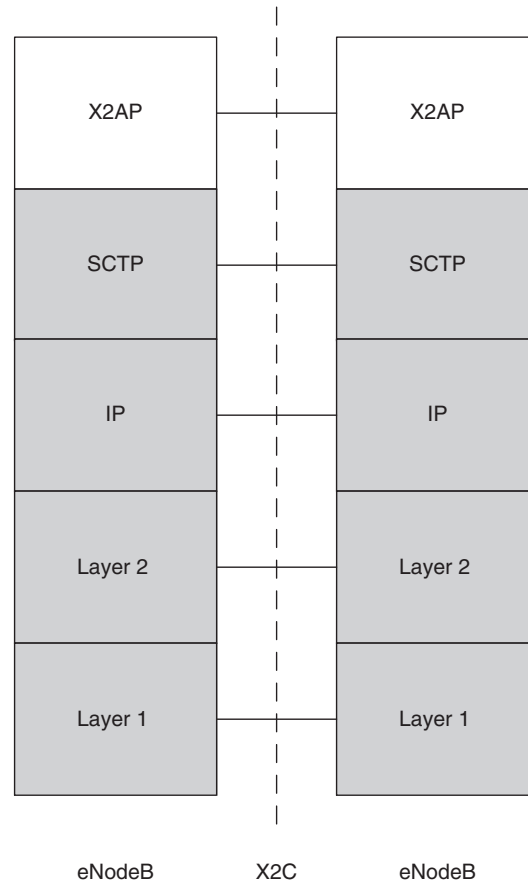 X2AP X2AP
SCTP SCTP
IP IP
Layer 2 Layer 2
Layer 1 Layer 1
eNodeB X2C eNodeB